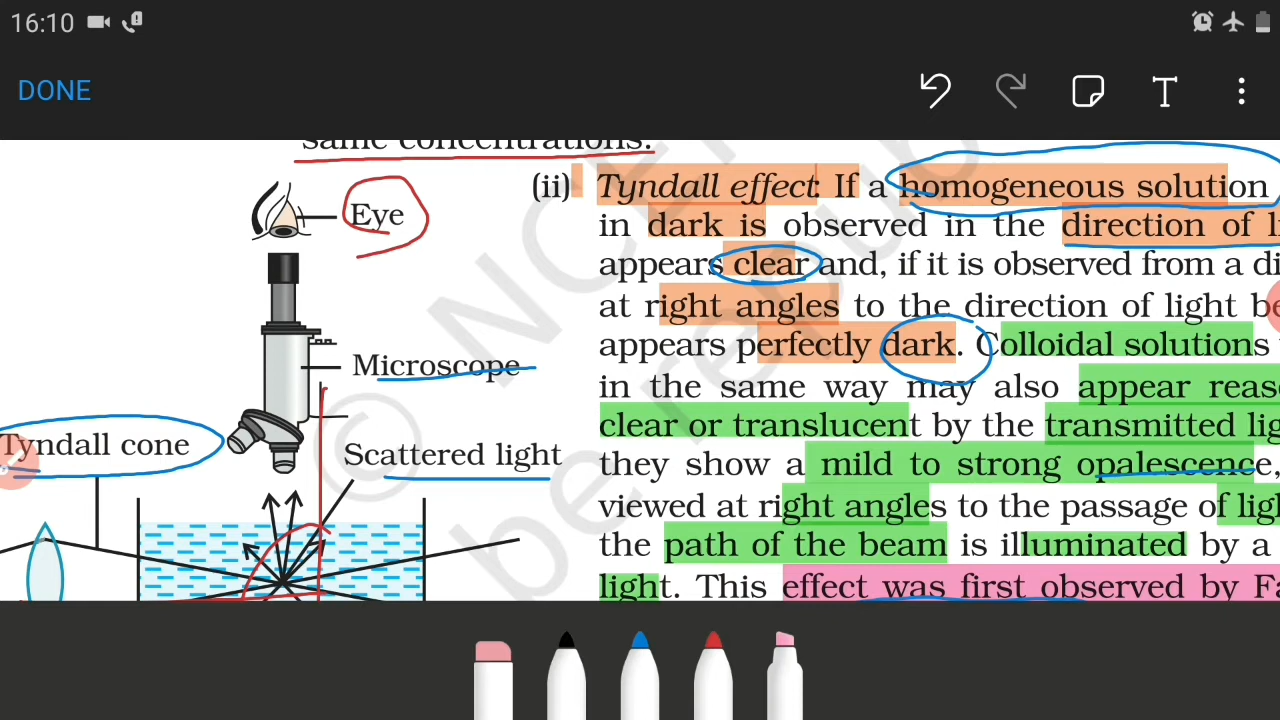 16:10
DONE
same concentrations.
(ii) Tyndall effect: If a homogeneous solution
in dark is observed in the direction of
Eye
appears clear and, if it is observed from a
at right angles to the direction of light
appears perfectly dark. Colloidal solutions
Microscope
in the same way may also appear
clear or translucent by the transmitted
Tyndall cone
Scattered light
they show a mild to strong opalescence,
viewed at right angles to the passage of
the path of the beam is illuminated by a
light. This effect was first observed by
© NCE
be repub